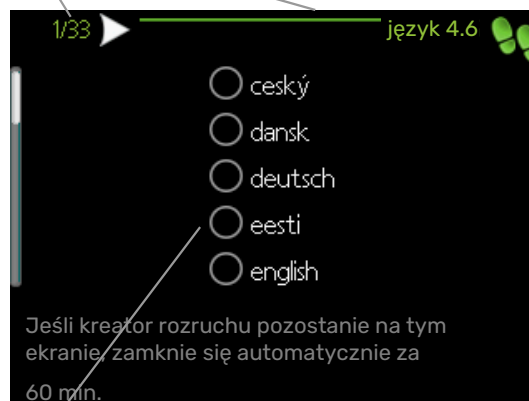 1/33
język 4.6
ceský
dansk
deutsch
eesti
english
Jeśli kreator rozruchu pozostanie na tym
ekranie, zamknie się automatycznie za
60 min.